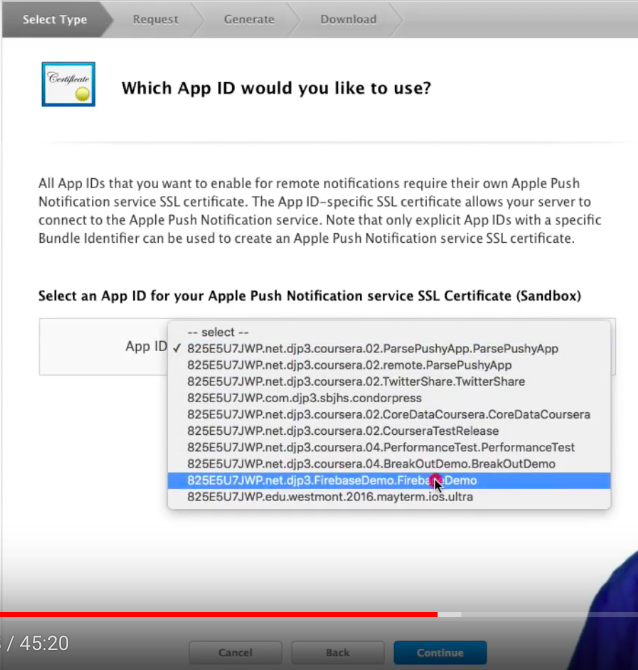 Select Type
Request
Generate
Download
Certificate
Which App ID would you like to use?
All App IDs that you want to enable for remote notifications require their own Apple Push
Notification service SSL certificate. The App ID-specific SSL certificate allows your server to
connect to the Apple Push Notification service. Note that only explicit App IDs with a specific
Bundle Identifier can be used to create an Apple Push Notification service SSL certificate.
Select an App ID for your Apple Push Notification service SSL Certificate (Sandbox)
App ID
-- select --
✓ 825E5U7JWP.net.djp3.coursera.02.ParsePushyApp.ParsePushyApp
825E5U7JWP.net.djp3.coursera.02.remote.ParsePushyApp
825E5U7JWP.net.djp3.coursera.02.TwitterShare.TwitterShare
825E5U7JWP.com.djp3.sbjhs.condorpress
825E5U7JWP.net.djp3.coursera.02.CoreDataCoursera.CoreDataCoursera
825E5U7JWP.net.djp3.coursera.02.CourseraTestRelease
825E5U7JWP.net.djp3.coursera.04.PerformanceTest.PerformanceTest
825E5U7JWP.net.djp3.coursera.04.BreakOutDemo.BreakOutDemo
825E5U7JWP.net.djp3.FirebaseDemo.FirebaseDemo
825E5U7JWP.edu.westmont.2016.mayterm.ios.ultra
/ 45:20
Cancel
Back
Continue